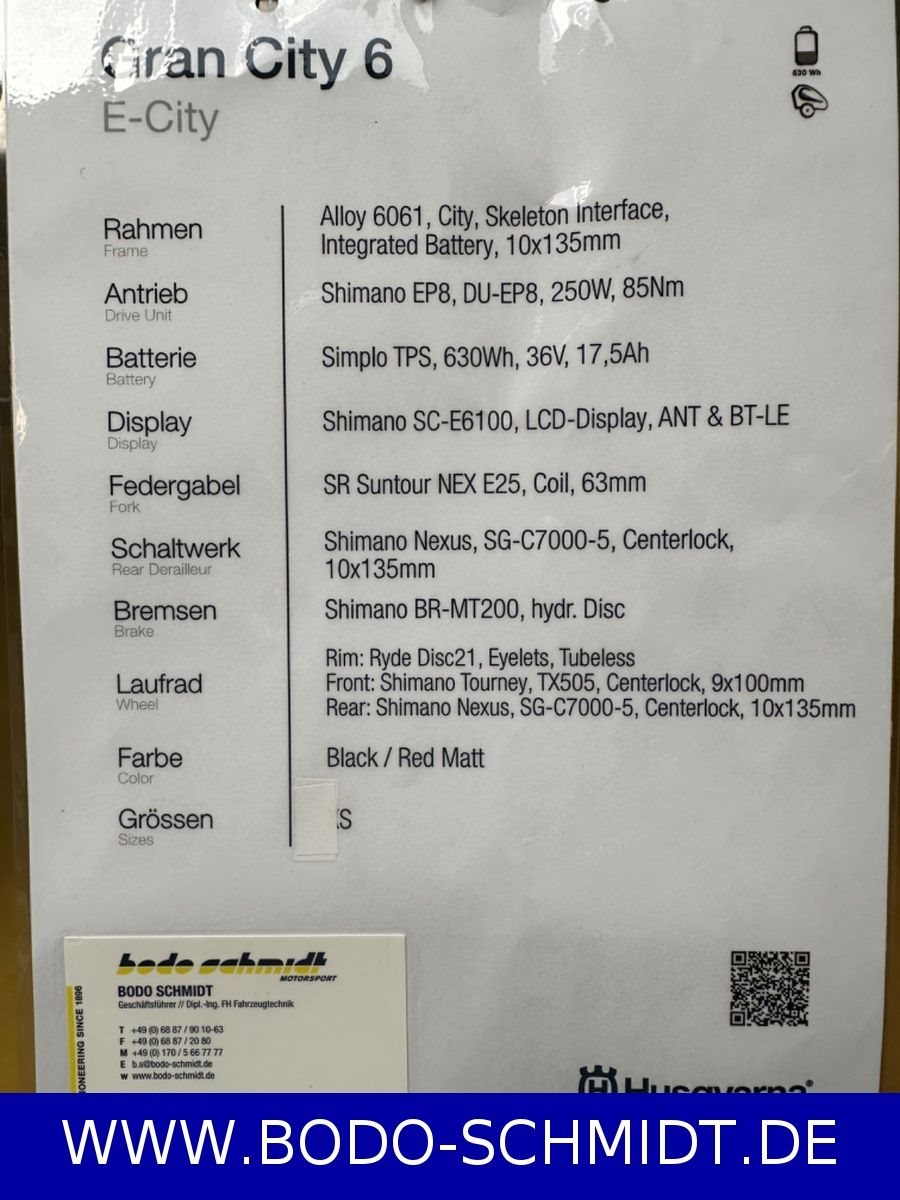 Gran City 6
E-City
630 Wh
Rahmen
Frame
Alloy 6061, City, Skeleton Interface,
Integrated Battery, 10x135mm
Antrieb
Drive Unit
Shimano EP8, DU-EP8, 250W, 85Nm
Batterie
Battery
Simplo TPS, 630Wh, 36V, 17,5Ah
Display
Display
Shimano SC-E6100, LCD-Display, ANT & BT-LE
Federgabel
Fork
SR Suntour NEX E25, Coil, 63mm
Schaltwerk
Rear Derailleur
Shimano Nexus, SG-C7000-5, Centerlock,
10x135mm
Bremsen
Brake
Shimano BR-MT200, hydr. Disc
Laufrad
Wheel
Rim: Ryde Disc21, Eyelets, Tubeless
Front: Shimano Tourney, TX505, Centerlock, 9x100mm
Rear: Shimano Nexus, SG-C7000-5, Centerlock, 10x135mm
Farbe
Color
Black / Red Matt
Grössen
Sizes
bodo schmidt
MOTORSPORT
BODO SCHMIDT
Geschäftsführer // Dipl.-Ing. FH Fahrzeugtechnik
T +49 (0) 68 87 / 90 10-63
F +49 (0) 68 87 / 20 80
M +49 (0) 170 / 5 66 77 77
E b.s@bodo-schmidt.de
w www.bodo-schmidt.de
IONEERING SINCE 1896
Husqvarna®
WWW.BODO-SCHMIDT.DE